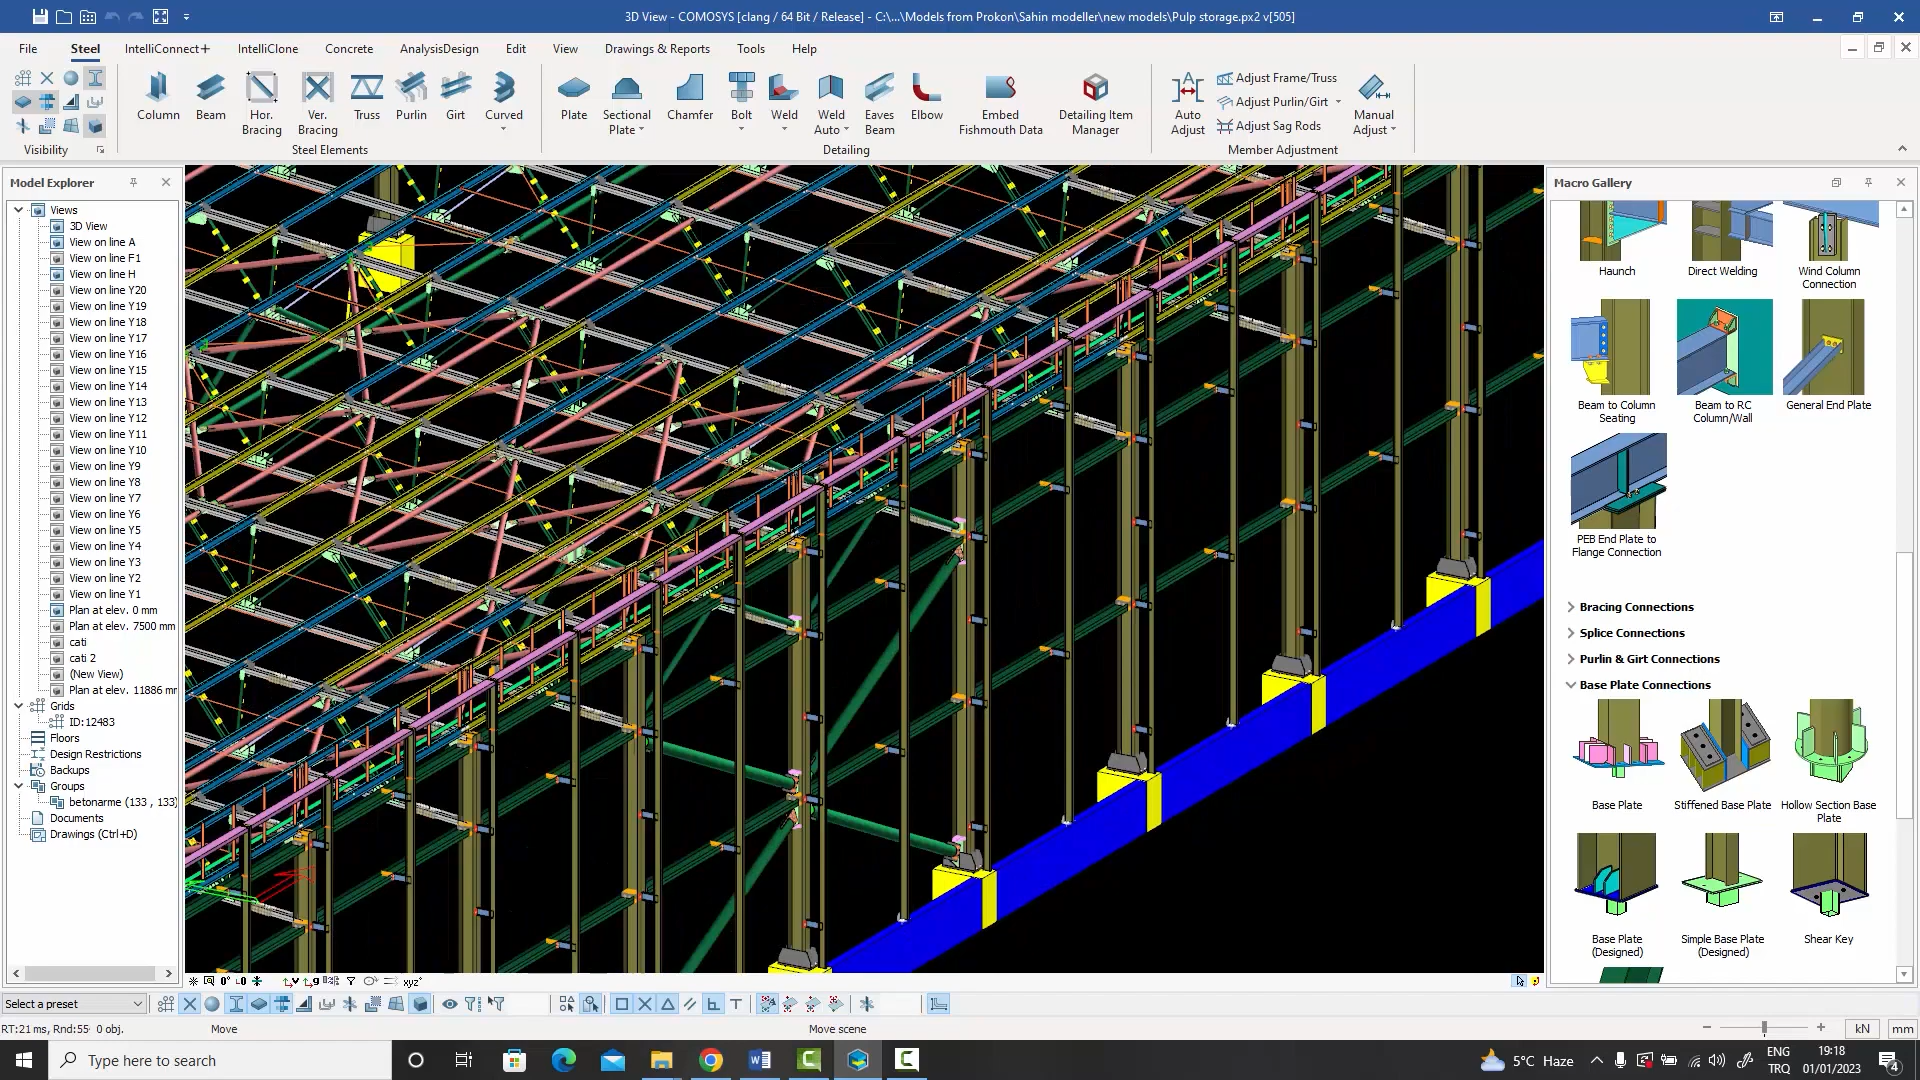 3D View - COMOSYS [clang / 64 Bit / Release] - C:\...\Models from Prokon\Sahin modeller\new models\Pulp storage.px2 v[505]
File Steel IntelliConnect+ IntelliClone Concrete AnalysisDesign Edit View Drawings & Reports Tools Help
Visibility
Column
Beam
Hor. Bracing
Ver. Bracing
Truss
Purlin
Girt
Curved
Steel Elements
Plate
Sectional Plate
Chamfer
Bolt
Weld
Weld Auto
Eaves Beam
Elbow
Embed Fishmouth Data
Detailing Item Manager
Detailing
Auto Adjust
Adjust Frame/Truss
Adjust Purlin/Girt
Adjust Sag Rods
Manual Adjust
Member Adjustment
Model Explorer
Views
3D View
View on line A
View on line F1
View on line H
View on line Y20
View on line Y19
View on line Y18
View on line Y17
View on line Y16
View on line Y15
View on line Y14
View on line Y13
View on line Y12
View on line Y11
View on line Y10
View on line Y9
View on line Y8
View on line Y7
View on line Y6
View on line Y5
View on line Y4
View on line Y3
View on line Y2
View on line Y1
Plan at elev. 0 mm
Plan at elev. 7500 mm
cati
cati 2
(New View)
Plan at elev. 11886 mm
Grids
ID:12483
Floors
Design Restrictions
Backups
Groups
betonarme (133 , 133)
Documents
Drawings (Ctrl+D)
Macro Gallery
Haunch
Direct Welding
Wind Column Connection
Beam to Column Seating
Beam to RC Column/Wall
General End Plate
PEB End Plate to Flange Connection
Bracing Connections
Splice Connections
Purlin & Girt Connections
Base Plate Connections
Base Plate
Stiffened Base Plate
Hollow Section Base Plate
Base Plate (Designed)
Simple Base Plate (Designed)
Shear Key
xyz
Select a preset
RT:21 ms, Rnd:55 0 obj.
Move
Move scene
kN
mm
Type here to search
5°C Haze
ENG
TRQ
19:18
01/01/2023
4